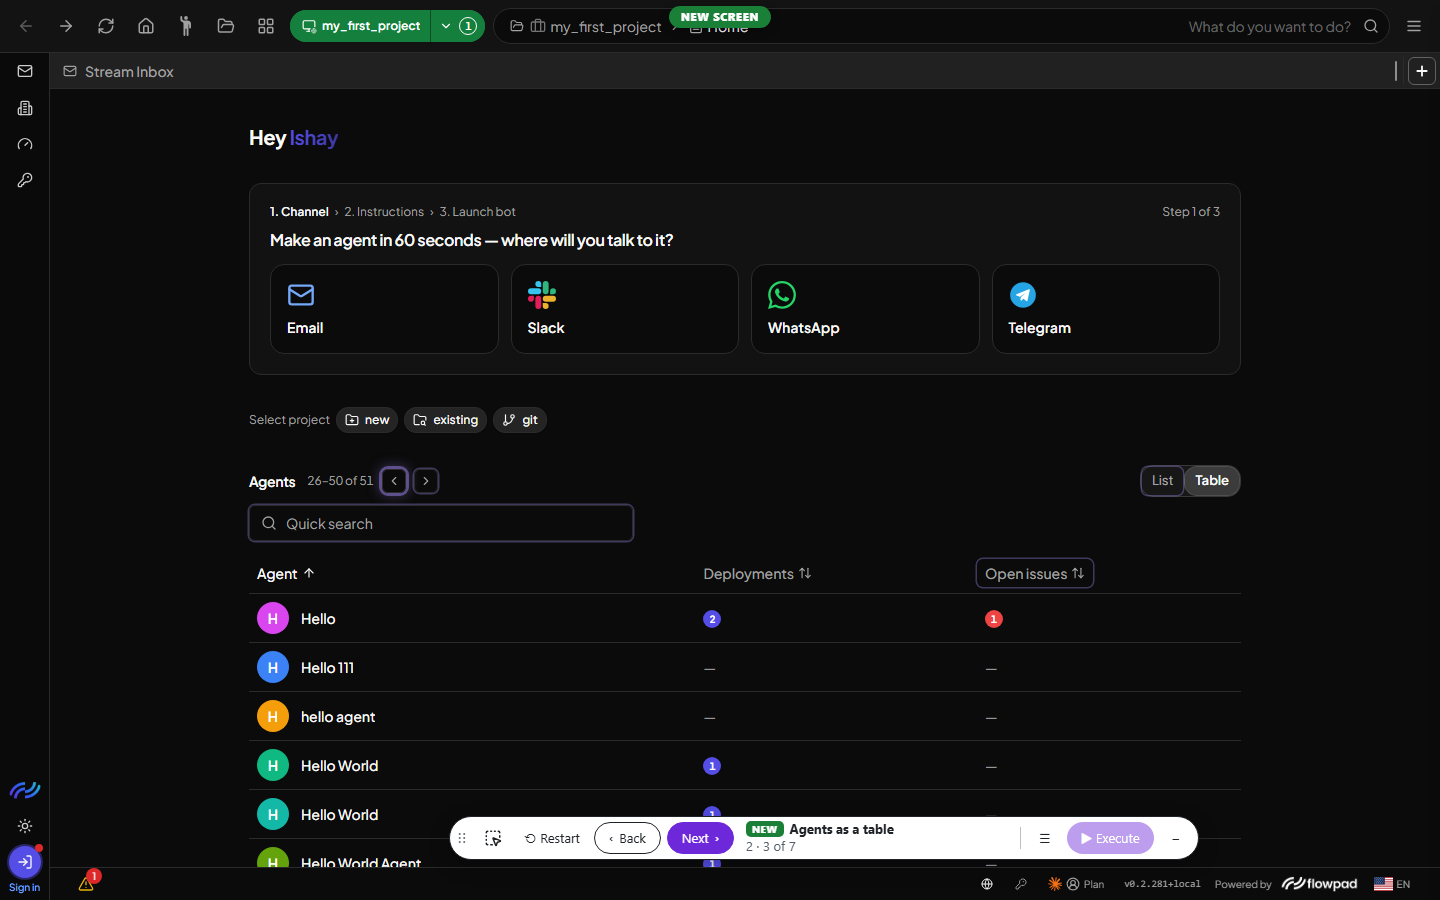 my_first_project
1
my_first_project
NEW SCREEN
Home
What do you want to do?
Stream Inbox
Hey Ishay
1. Channel › 2. Instructions › 3. Launch bot
Step 1 of 3
Make an agent in 60 seconds — where will you talk to it?
Email
Slack
WhatsApp
Telegram
Select project
new
existing
git
Agents
26–50 of 51
List
Table
Quick search
Agent
Deployments
Open issues
H
Hello
2
1
H
Hello 111
—
—
H
hello agent
—
—
H
Hello World
1
—
H
Hello World
1
H
Hello World Agent
1
Restart
‹ Back
Next ›
NEW
Agents as a table
2 · 3 of 7
Execute
–
Sign in
1
Plan
v0.2.281+local
Powered by
flowpad
EN